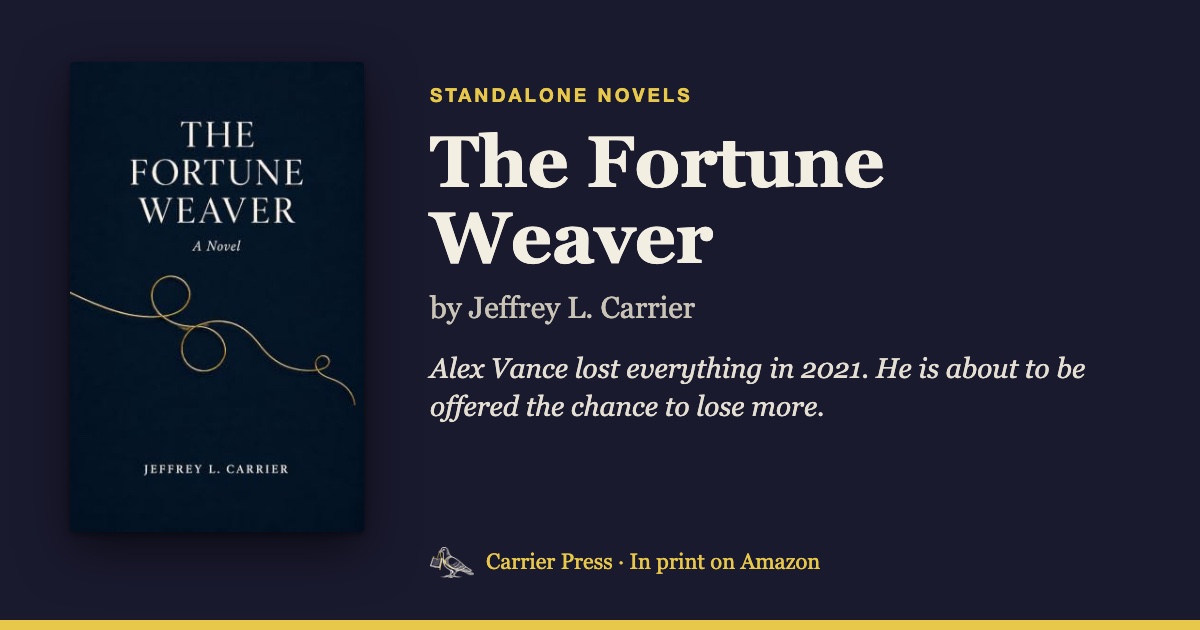 THE
FORTUNE
WEAVER
A Novel
JEFFREY L. CARRIER
STANDALONE NOVELS
The Fortune
Weaver
by Jeffrey L. Carrier
Alex Vance lost everything in 2021. He is about to be
offered the chance to lose more.
Carrier Press · In print on Amazon